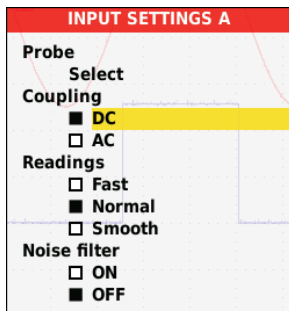 INPUT SETTINGS A
Probe
Select
Coupling
DC
AC
Readings
Fast
Normal
Smooth
Noise filter
ON
OFF